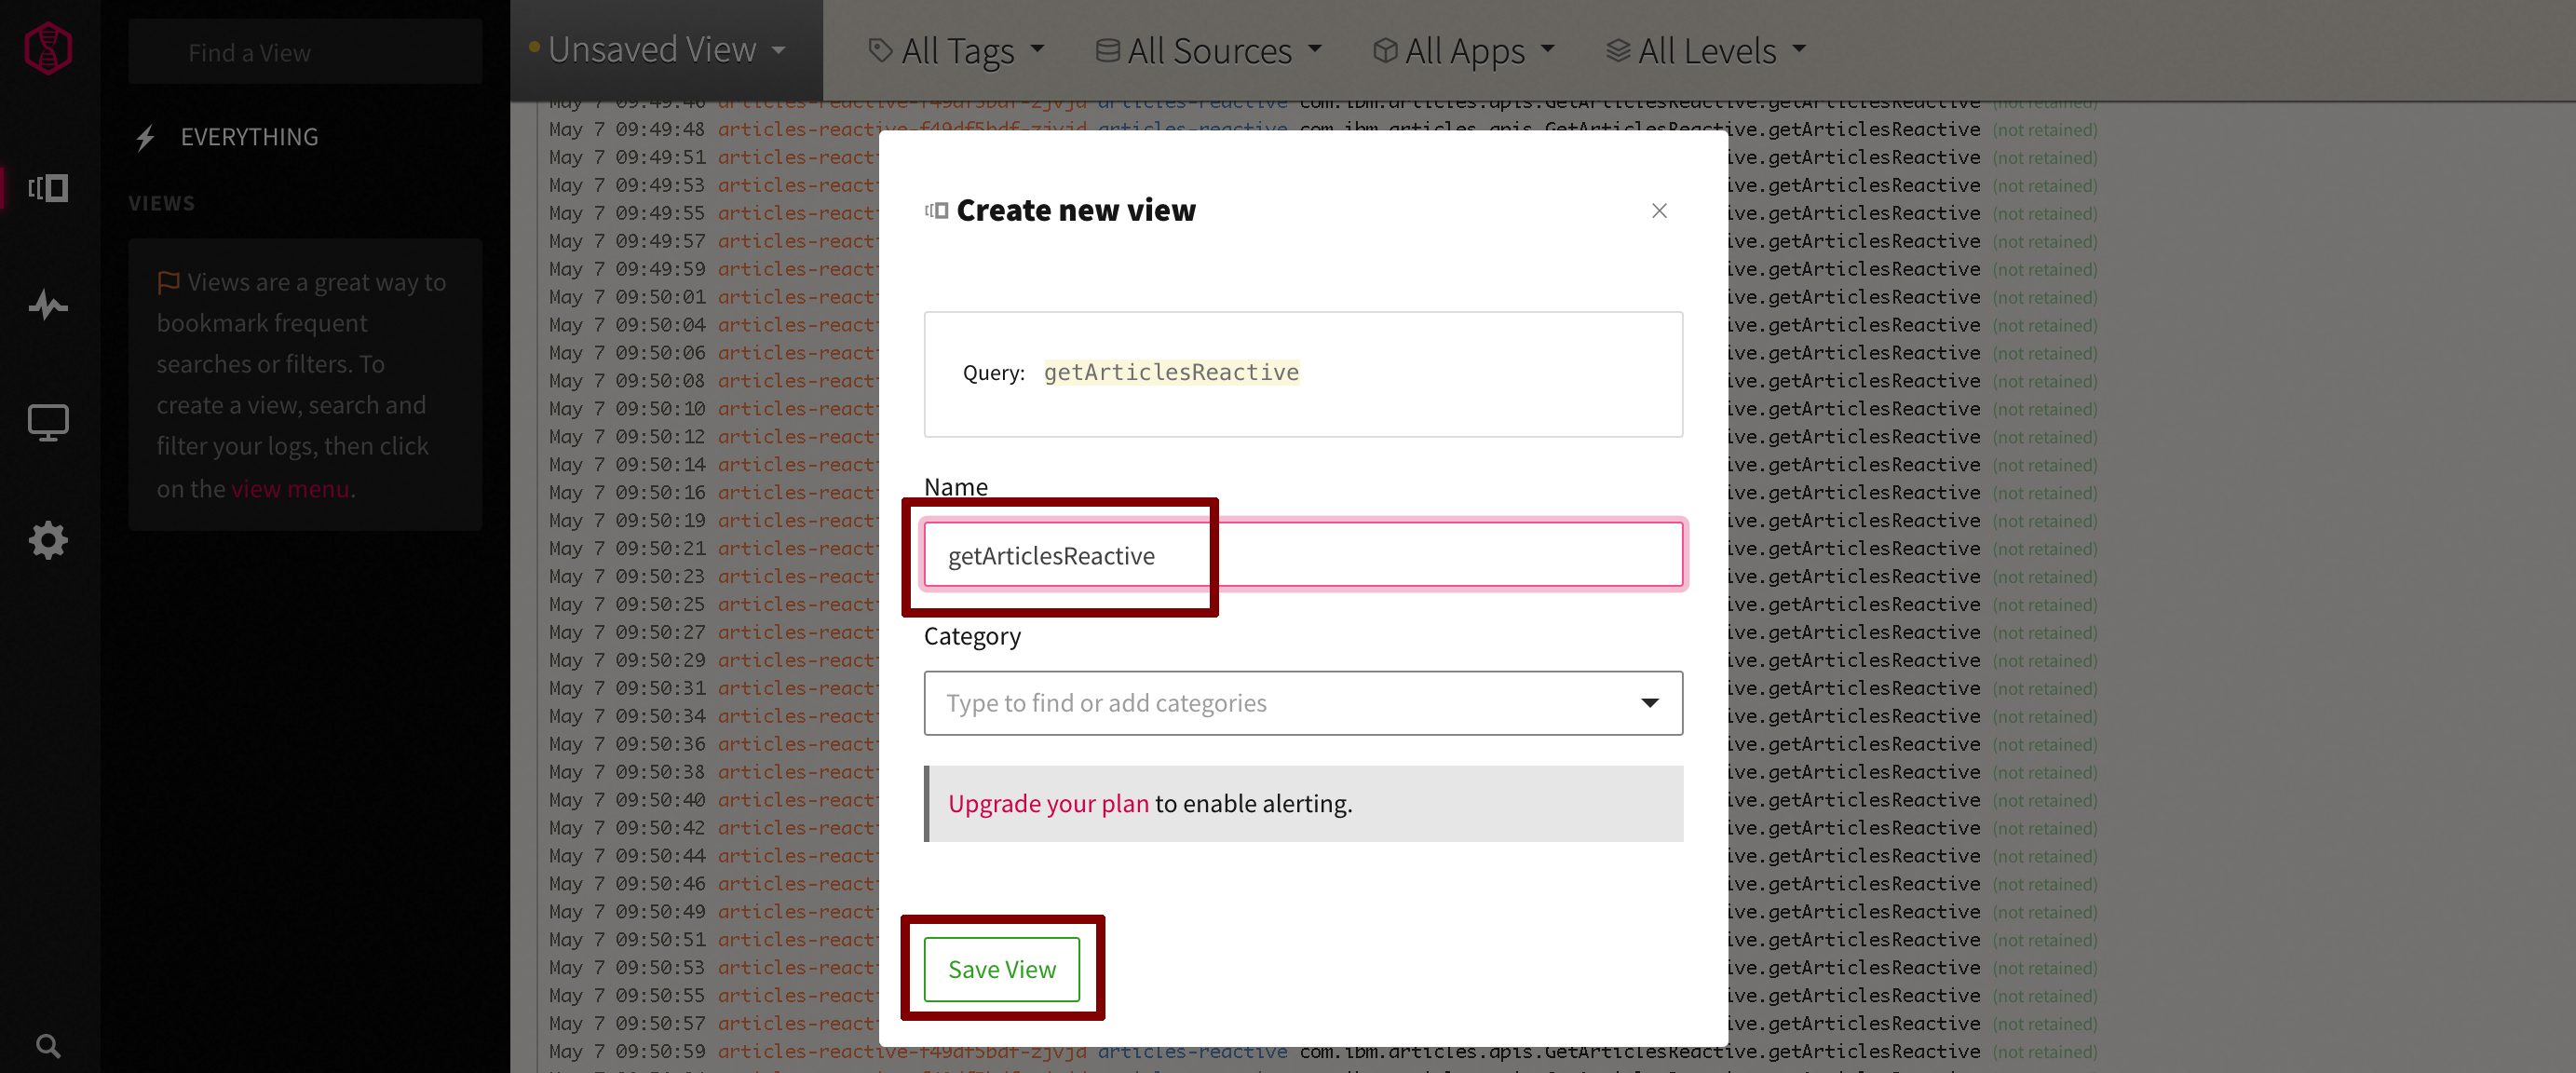 Find a View
EVERYTHING
VIEWS
Views are a great way to
bookmark frequent
searches or filters. To
create a view, search and
filter your logs, then click
on the view menu.
Unsaved View
All Tags
All Sources
All Apps
All Levels
May 7 09:49:46 articles-reactive-f49df5bdf-zjvjd articles-reactive com.ibm.articles.apis.GetArticlesReactive.getArticlesReactive (not retained)
May 7 09:49:48 articles-reactive-f49df5bdf-zjvjd articles-reactive com.ibm.articles.apis.GetArticlesReactive.getArticlesReactive (not retained)
May 7 09:49:51 articles-react ive.getArticlesReactive (not retained)
May 7 09:49:53 articles-react ive.getArticlesReactive (not retained)
May 7 09:49:55 articles-react ive.getArticlesReactive (not retained)
May 7 09:49:57 articles-react ive.getArticlesReactive (not retained)
May 7 09:49:59 articles-react ive.getArticlesReactive (not retained)
May 7 09:50:01 articles-react ive.getArticlesReactive (not retained)
May 7 09:50:04 articles-react ive.getArticlesReactive (not retained)
May 7 09:50:06 articles-react ive.getArticlesReactive (not retained)
May 7 09:50:08 articles-react ive.getArticlesReactive (not retained)
May 7 09:50:10 articles-react ive.getArticlesReactive (not retained)
May 7 09:50:12 articles-react ive.getArticlesReactive (not retained)
May 7 09:50:14 articles-react ive.getArticlesReactive (not retained)
May 7 09:50:16 articles-react ive.getArticlesReactive (not retained)
May 7 09:50:19 articles-react ive.getArticlesReactive (not retained)
May 7 09:50:21 articles-react ive.getArticlesReactive (not retained)
May 7 09:50:23 articles-react ive.getArticlesReactive (not retained)
May 7 09:50:25 articles-react ive.getArticlesReactive (not retained)
May 7 09:50:27 articles-react ive.getArticlesReactive (not retained)
May 7 09:50:29 articles-react ive.getArticlesReactive (not retained)
May 7 09:50:31 articles-react ive.getArticlesReactive (not retained)
May 7 09:50:34 articles-react ive.getArticlesReactive (not retained)
May 7 09:50:36 articles-react ive.getArticlesReactive (not retained)
May 7 09:50:38 articles-react ive.getArticlesReactive (not retained)
May 7 09:50:40 articles-react ive.getArticlesReactive (not retained)
May 7 09:50:42 articles-react ive.getArticlesReactive (not retained)
May 7 09:50:44 articles-react ive.getArticlesReactive (not retained)
May 7 09:50:46 articles-react ive.getArticlesReactive (not retained)
May 7 09:50:49 articles-react ive.getArticlesReactive (not retained)
May 7 09:50:51 articles-react ive.getArticlesReactive (not retained)
May 7 09:50:53 articles-react ive.getArticlesReactive (not retained)
May 7 09:50:55 articles-react ive.getArticlesReactive (not retained)
May 7 09:50:57 articles-react ive.getArticlesReactive (not retained)
May 7 09:50:59 articles-reactive-f49df5bdf-zjvjd articles-reactive com.ibm.articles.apis.GetArticlesReactive.getArticlesReactive (not retained)
Create new view
Query: getArticlesReactive
Name
getArticlesReactive
Category
Type to find or add categories
Upgrade your plan to enable alerting.
Save View